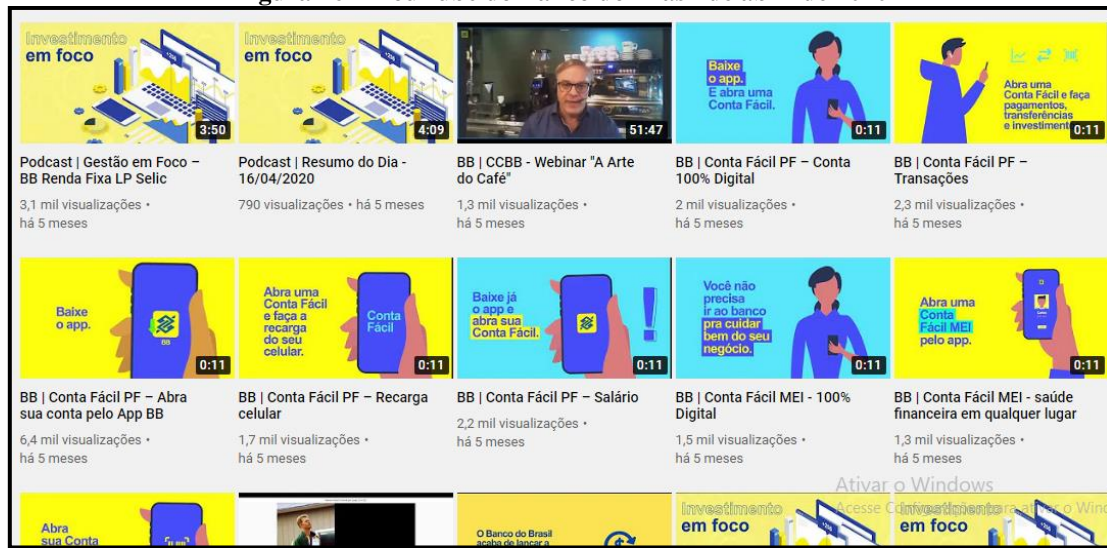 Investimento
em foco
3:50
Investimento
em foco
4:09
51:47
Baixe
o app.
E abra uma
Conta Fácil.
0:11
Abra uma
Conta Fácil e faça
pagamentos,
transferências
e investimento
0:11
Podcast | Gestão em Foco –
BB Renda Fixa LP Selic
3,1 mil visualizações •
há 5 meses
Podcast | Resumo do Dia -
16/04/2020
790 visualizações • há 5 meses
BB | CCBB - Webinar "A Arte
do Café"
1,3 mil visualizações •
há 5 meses
BB | Conta Fácil PF – Conta
100% Digital
2 mil visualizações •
há 5 meses
BB | Conta Fácil PF –
Transações
2,3 mil visualizações •
há 5 meses
Baixe
o app.
BB
0:11
Abra uma
Conta Fácil
e faça a
recarga
do seu
celular.
Conta
Fácil
0:11
Baixe já
o app e
abra sua
Conta Fácil.
0:11
Você não
precisa
ir ao banco
pra cuidar
bem do seu
negócio.
0:11
Abra uma
Conta
Fácil MEI
pelo app.
0:11
BB | Conta Fácil PF – Abra
sua conta pelo App BB
6,4 mil visualizações •
há 5 meses
BB | Conta Fácil PF – Recarga
celular
1,7 mil visualizações •
há 5 meses
BB | Conta Fácil PF – Salário
2,2 mil visualizações •
há 5 meses
BB | Conta Fácil MEI - 100%
Digital
1,5 mil visualizações •
há 5 meses
BB | Conta Fácil MEI - saúde
financeira em qualquer lugar
1,3 mil visualizações •
há 5 meses
Ativar o Windows
Abra
sua Conta
O Banco do Brasil
acaba de lançar a
Investimento
em foco
Investimento
em foco